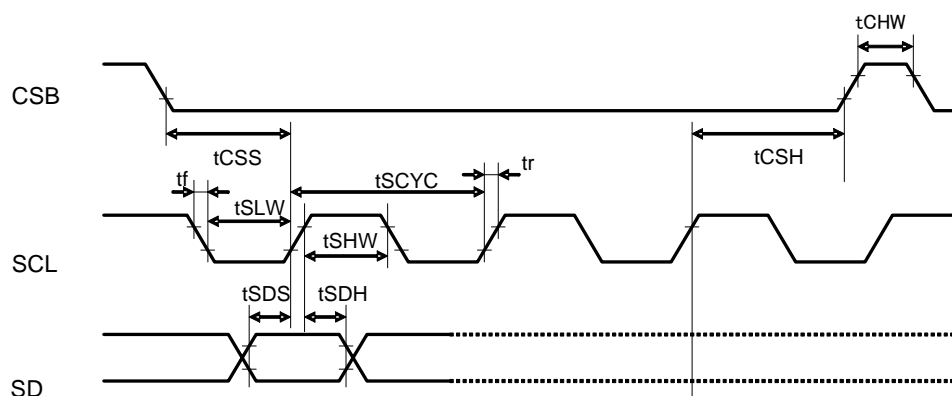 tCHW
CSB
tCSS
tCSH
tf
tSCYC
tr
tSLW
tSHW
SCL
tSDS
tSDH
SD